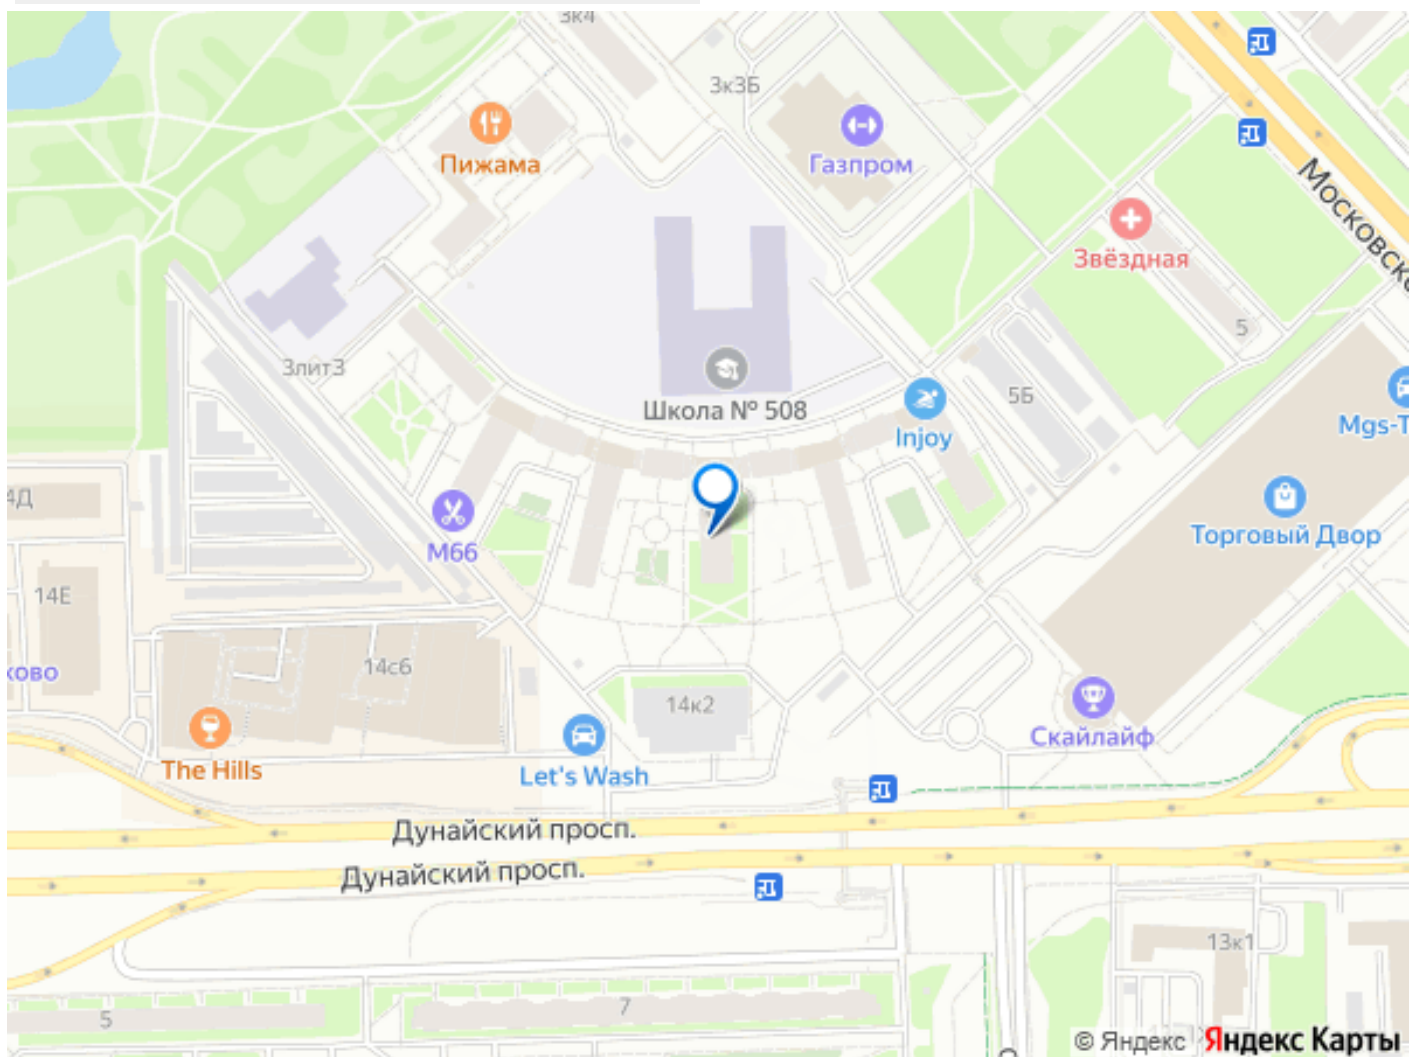 3к4
3к3Б
Пижама
Газпром
Московск
Звёздная
5
3литЗ
5Б
Школа № 508
Injoy
Mgs-T
4Д
М66
Торговый Двор
14Е
14с6
ково
14к2
Скайлайф
The Hills
Let's Wash
Дунайский просп.
Дунайский просп.
13к1
7
5
© Яндекс Яндекс Карты